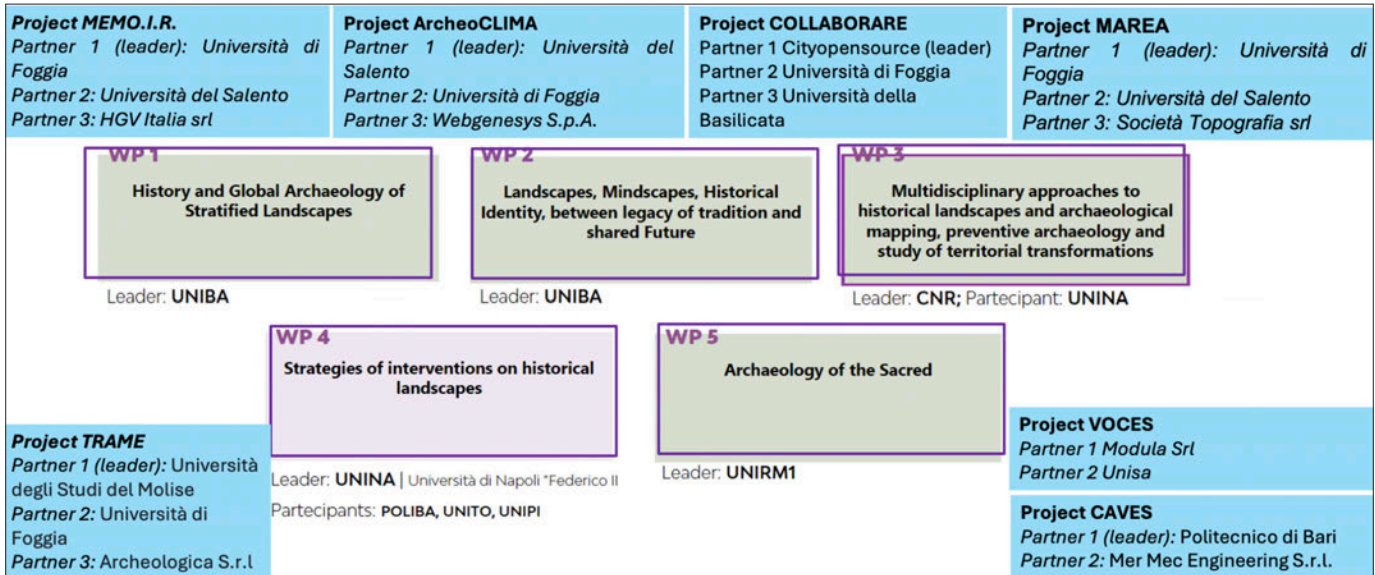 Project MEMO.I.R.
Partner 1 (leader): Università di
Foggia
Partner 2: Università del Salento
Partner 3: HGV Italia srl
Project ArcheoCLIMA
Partner 1 (leader): Università del
Salento
Partner 2: Università di Foggia
Partner 3: Webgenesys S.p.A.
Project COLLABORARE
Partner 1 Cityopensource (leader)
Partner 2 Università di Foggia
Partner 3 Università della
Basilicata
Project MAREA
Partner 1 (leader): Università di
Foggia
Partner 2: Università del Salento
Partner 3: Società Topografia srl
WP 1
History and Global Archaeology of
Stratified Landscapes
Leader: UNIBA
WP 2
Landscapes, Mindscapes, Historical
Identity, between legacy of tradition and
shared Future
Leader: UNIBA
WP 3
Multidisciplinary approaches to
historical landscapes and archaeological
mapping, preventive archaeology and
study of territorial transformations
Leader: CNR; Partecipant: UNINA
WP 4
Strategies of interventions on historical
landscapes
Leader: UNINA | Università di Napoli "Federico II
Partecipants: POLIBA, UNITO, UNIPI
WP 5
Archaeology of the Sacred
Leader: UNIRM1
Project TRAME
Partner 1 (leader): Università
degli Studi del Molise
Partner 2: Università di
Foggia
Partner 3: Archeologica S.r.l
Project VOCES
Partner 1 Modula Srl
Partner 2 Unisa
Project CAVES
Partner 1 (leader): Politecnico di Bari
Partner 2: Mer Mec Engineering S.r.l.